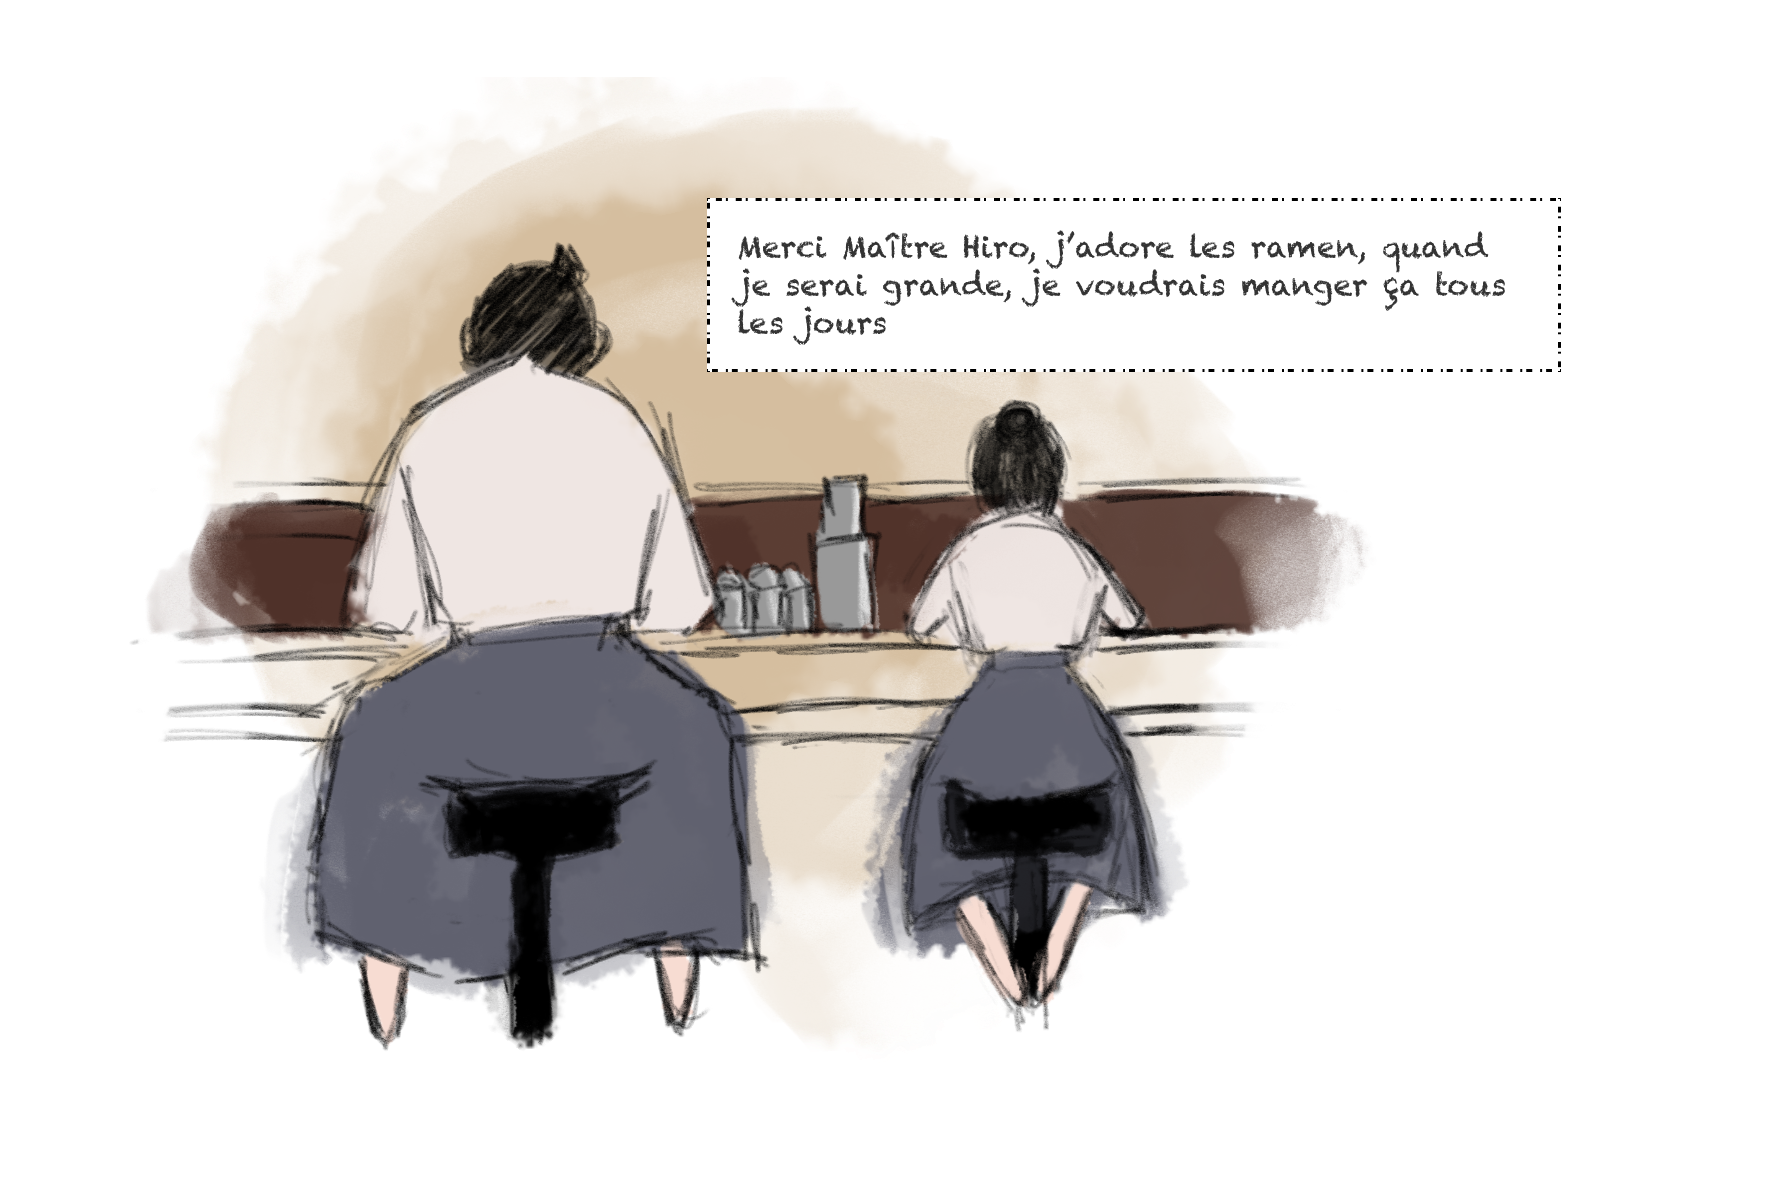 Merci Maître Hiro, j'adore les ramen, quand
je serai grande, je voudrais manger ça tous
les jours